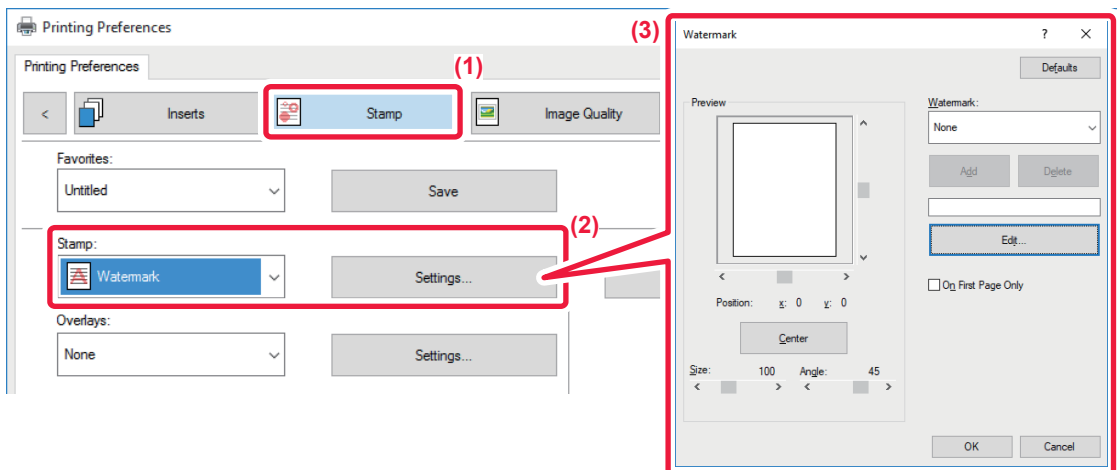 Printing Preferences
Printing Preferences
(1)
<
Inserts
Stamp
Image Quality
Favorites:
Untitled
Save
(2)
Stamp:
Watermark
Settings...
Overlays:
None
Settings...
(3)
Watermark
?
Defaults
Preview
Watermark:
None
Add
Delete
Edit...
On First Page Only
Position: x: 0 y: 0
Center
Size: 100 Angle: 45
OK
Cancel